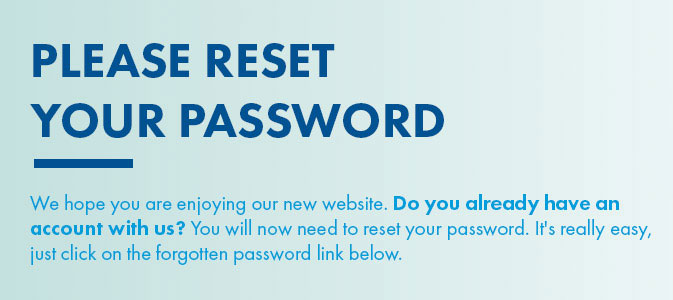 PLEASE RESET
YOUR PASSWORD
We hope you are enjoying our new website. Do you already have an
account with us? You will now need to reset your password. It's really easy,
just click on the forgotten password link below.